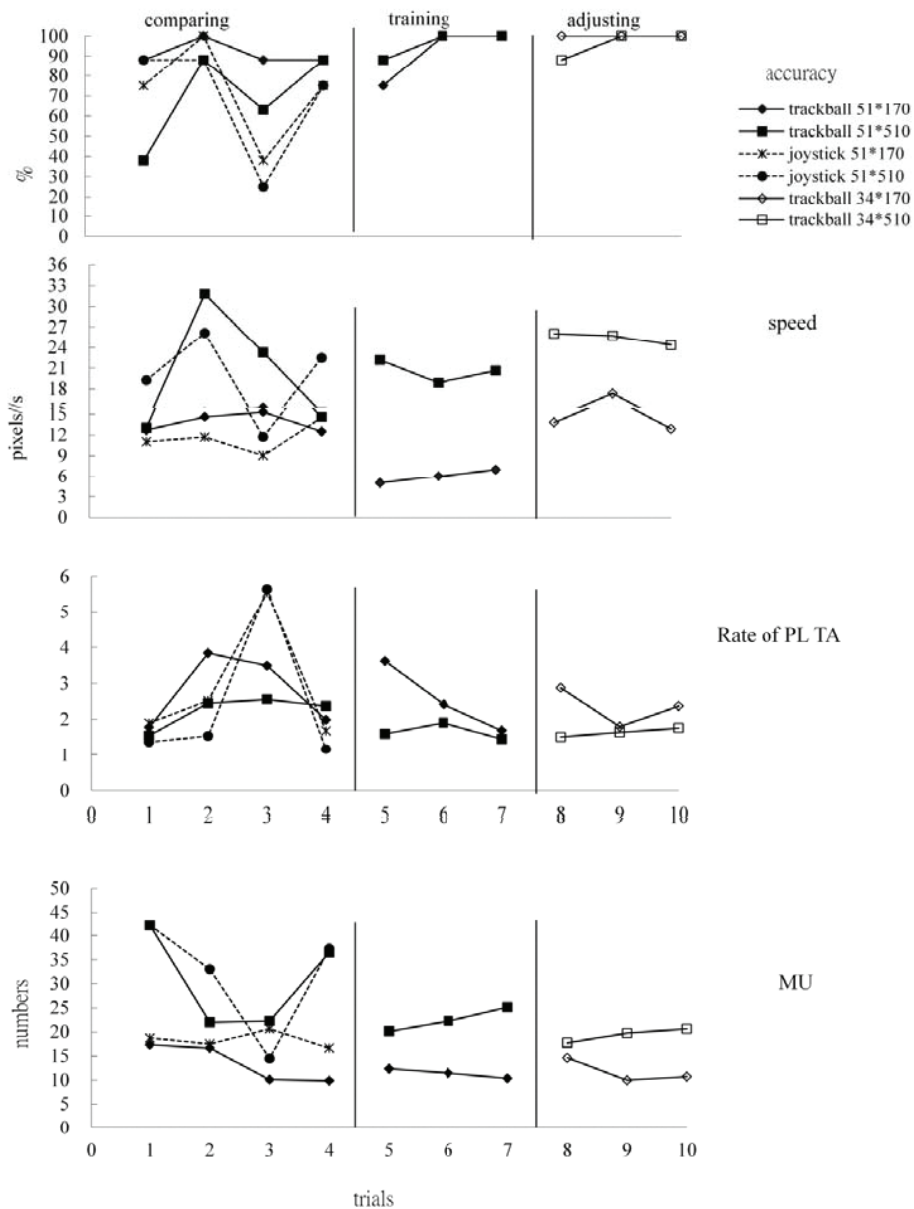 comparing training adjusting
100
90
80
70
60
50
40
30
20
10
0
%
accuracy
trackball 51*170
trackball 51*510
joystick 51*170
joystick 51*510
trackball 34*170
trackball 34*510
36
33
30
27
24
21
18
15
12
9
6
3
0
pixels//s
speed
6
5
4
3
2
1
0
Rate of PL TA
0 1 2 3 4 5 6 7 8 9 10
50
45
40
35
30
25
20
15
10
5
0
numbers
MU
0 1 2 3 4 5 6 7 8 9 10
trials